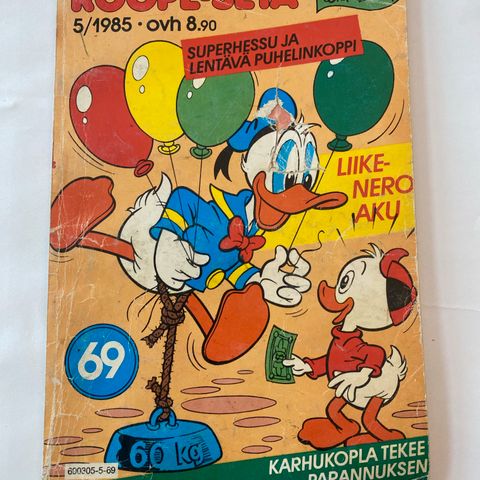 ROOPE-SETÄ
5/1985 • ovh 8.90
SUPERHESSU JA
LENTÄVÄ PUHELINKOPPI
LIIKE-
NERO
AKU
69
60 kg
690305-5-69
KARHUKOPLA TEKEE
PARANNUKSEN